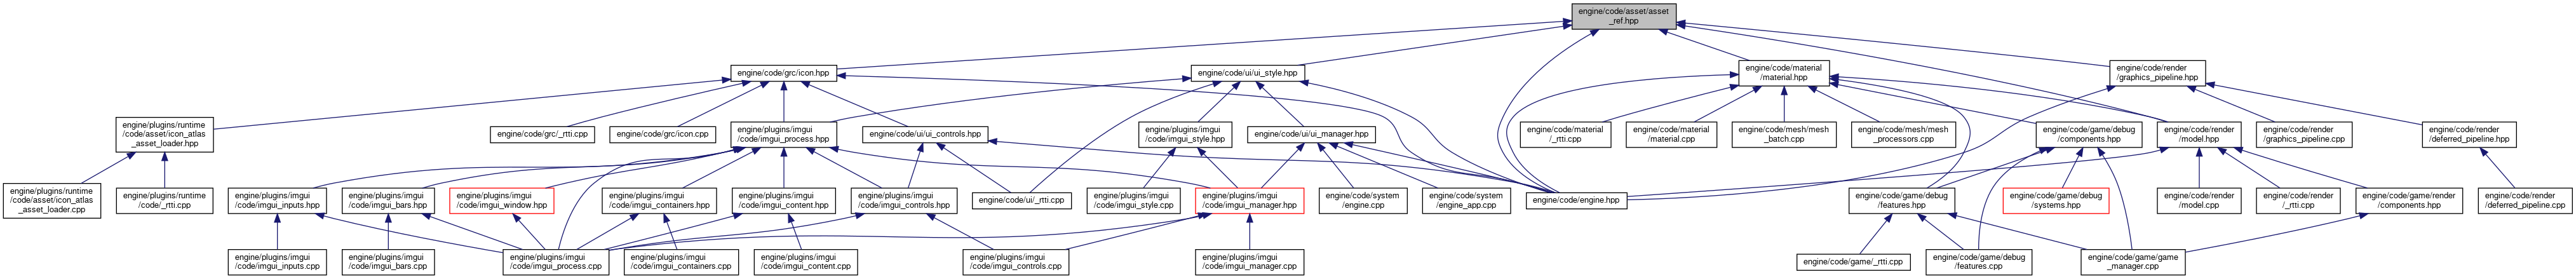 engine/code/asset/asset
_ref.hpp
engine/code/grc/icon.hpp
engine/code/ui/ui_style.hpp
engine/code/material
/material.hpp
engine/code/render
/graphics_pipeline.hpp
engine/plugins/runtime
/code/asset/icon_atlas
_asset_loader.hpp
engine/code/grc/_rtti.cpp
engine/code/grc/icon.cpp
engine/plugins/imgui
/code/imgui_process.hpp
engine/code/ui/ui_controls.hpp
engine/plugins/imgui
/code/imgui_style.hpp
engine/code/ui/ui_manager.hpp
engine/code/material
/_rtti.cpp
engine/code/material
/material.cpp
engine/code/mesh/mesh
_batch.cpp
engine/code/mesh/mesh
_processors.cpp
engine/code/game/debug
/components.hpp
engine/code/render
/model.hpp
engine/code/render
/graphics_pipeline.cpp
engine/code/render
/deferred_pipeline.hpp
engine/plugins/runtime
/code/asset/icon_atlas
_asset_loader.cpp
engine/plugins/runtime
/code/_rtti.cpp
engine/plugins/imgui
/code/imgui_inputs.hpp
engine/plugins/imgui
/code/imgui_bars.hpp
engine/plugins/imgui
/code/imgui_window.hpp
engine/plugins/imgui
/code/imgui_containers.hpp
engine/plugins/imgui
/code/imgui_content.hpp
engine/plugins/imgui
/code/imgui_controls.hpp
engine/code/ui/_rtti.cpp
engine/plugins/imgui
/code/imgui_style.cpp
engine/plugins/imgui
/code/imgui_manager.hpp
engine/code/system
/engine.cpp
engine/code/system
/engine_app.cpp
engine/code/engine.hpp
engine/code/game/debug
/features.hpp
engine/code/game/debug
/systems.hpp
engine/code/render
/model.cpp
engine/code/render
/_rtti.cpp
engine/code/game/render
/components.hpp
engine/code/render
/deferred_pipeline.cpp
engine/plugins/imgui
/code/imgui_inputs.cpp
engine/plugins/imgui
/code/imgui_bars.cpp
engine/plugins/imgui
/code/imgui_process.cpp
engine/plugins/imgui
/code/imgui_containers.cpp
engine/plugins/imgui
/code/imgui_content.cpp
engine/plugins/imgui
/code/imgui_controls.cpp
engine/plugins/imgui
/code/imgui_manager.cpp
engine/code/game/_rtti.cpp
engine/code/game/debug
/features.cpp
engine/code/game/game
_manager.cpp